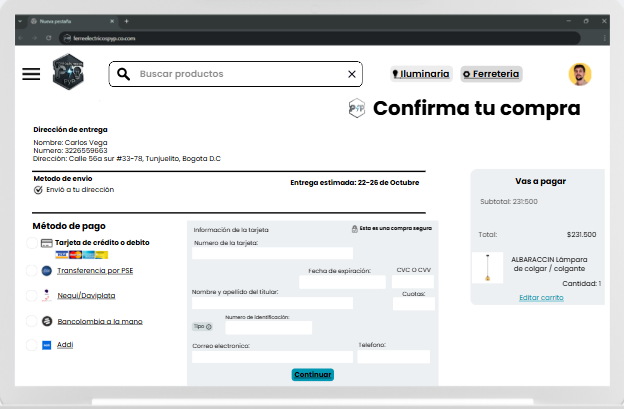 Nueva pestaña
ferreelectricospyp.co.com
PyP
Buscar productos
Iluminaria
Ferreteria
PyP
Confirma tu compra
Dirección de entrega
Nombre: Carlos Vega
Numero: 3226559663
Dirección: Calle 56a sur #33-78, Tunjuelito, Bogota D.C
Metodo de envio
Envió a tu dirección
Entrega estimada: 22-26 de Octubre
Vas a pagar
Subtotal: 231:500
Total: $231.500
ALBARACCIN Lámpara
de colgar / colgante
Cantidad: 1
Editar carrito
Método de pago
Tarjeta de crédito o debito
VISA
Transferencia por PSE
Nequi/Daviplata
Bancolombia a la mano
Addi
Información de la tarjeta
Esta es una compra segura
Numero de la tarjeta:
Fecha de expiración:
CVC O CVV
Nombre y apellido del titular:
Cuotas:
Numero de identificación:
Tipo
Correo electronico:
Telefono:
Continuar